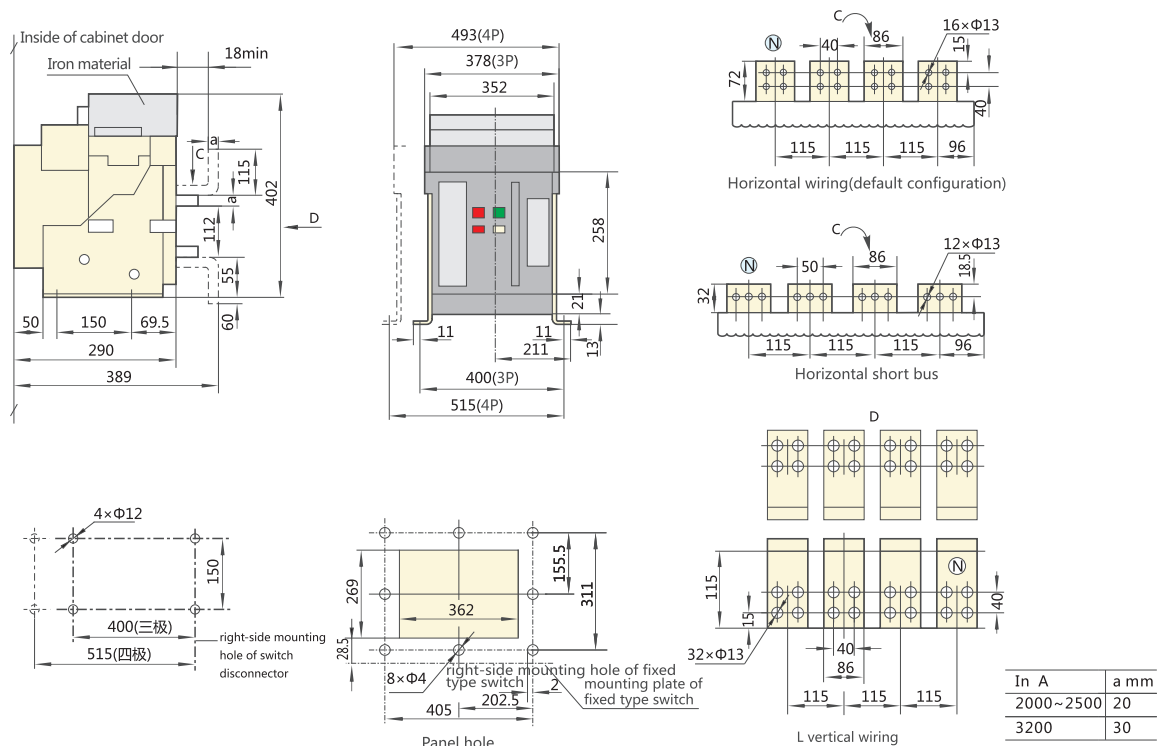 Inside of cabinet door
Iron material
18min
a
C
115
a
402
D
112
55
60
50
150
69.5
290
389
493(4P)
378(3P)
352
258
21
11
11
13
211
400(3P)
515(4P)
C
16×Φ13
N
40
86
15
72
40
115
115
115
96
Horizontal wiring(default configuration)
C
12×Φ13
N
50
86
18.5
32
115
115
115
96
Horizontal short bus
D
N
115
15
40
32×Φ13
40
86
115
115
115
L vertical wiring
4×Φ12
150
400(三极)
515(四极)
right-side mounting
hole of switch
disconnector
269
362
155.5
311
28.5
8×Φ4
right-side mounting hole of fixed
type switch
2
mounting plate of
fixed type switch
202.5
405
Panel hole
In A a mm
2000~2500 20
3200 30